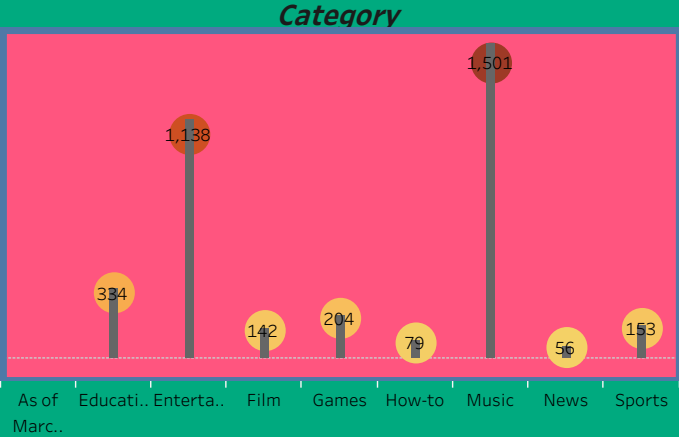 Category
1,501
1,138
334
204
142
153
79
56
As of Educati.. Enterta.. Film Games How-to Music News Sports
Marc..